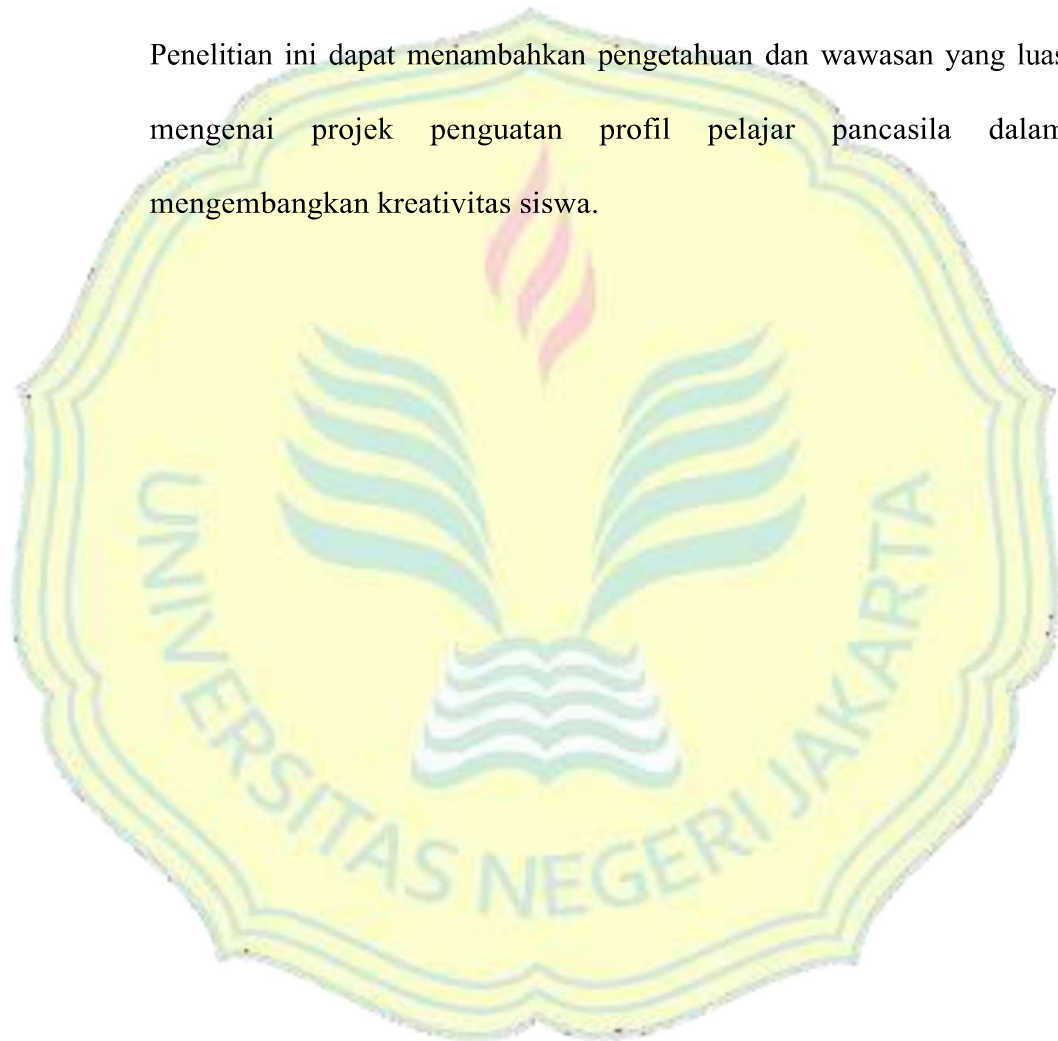 Penelitian ini dapat menambahkan pengetahuan dan wawasan yang luas
mengenai projek penguatan profil pelajar pancasila dalam
mengembangkan kreativitas siswa.
UNIVERSITAS NEGERI JAKARTA